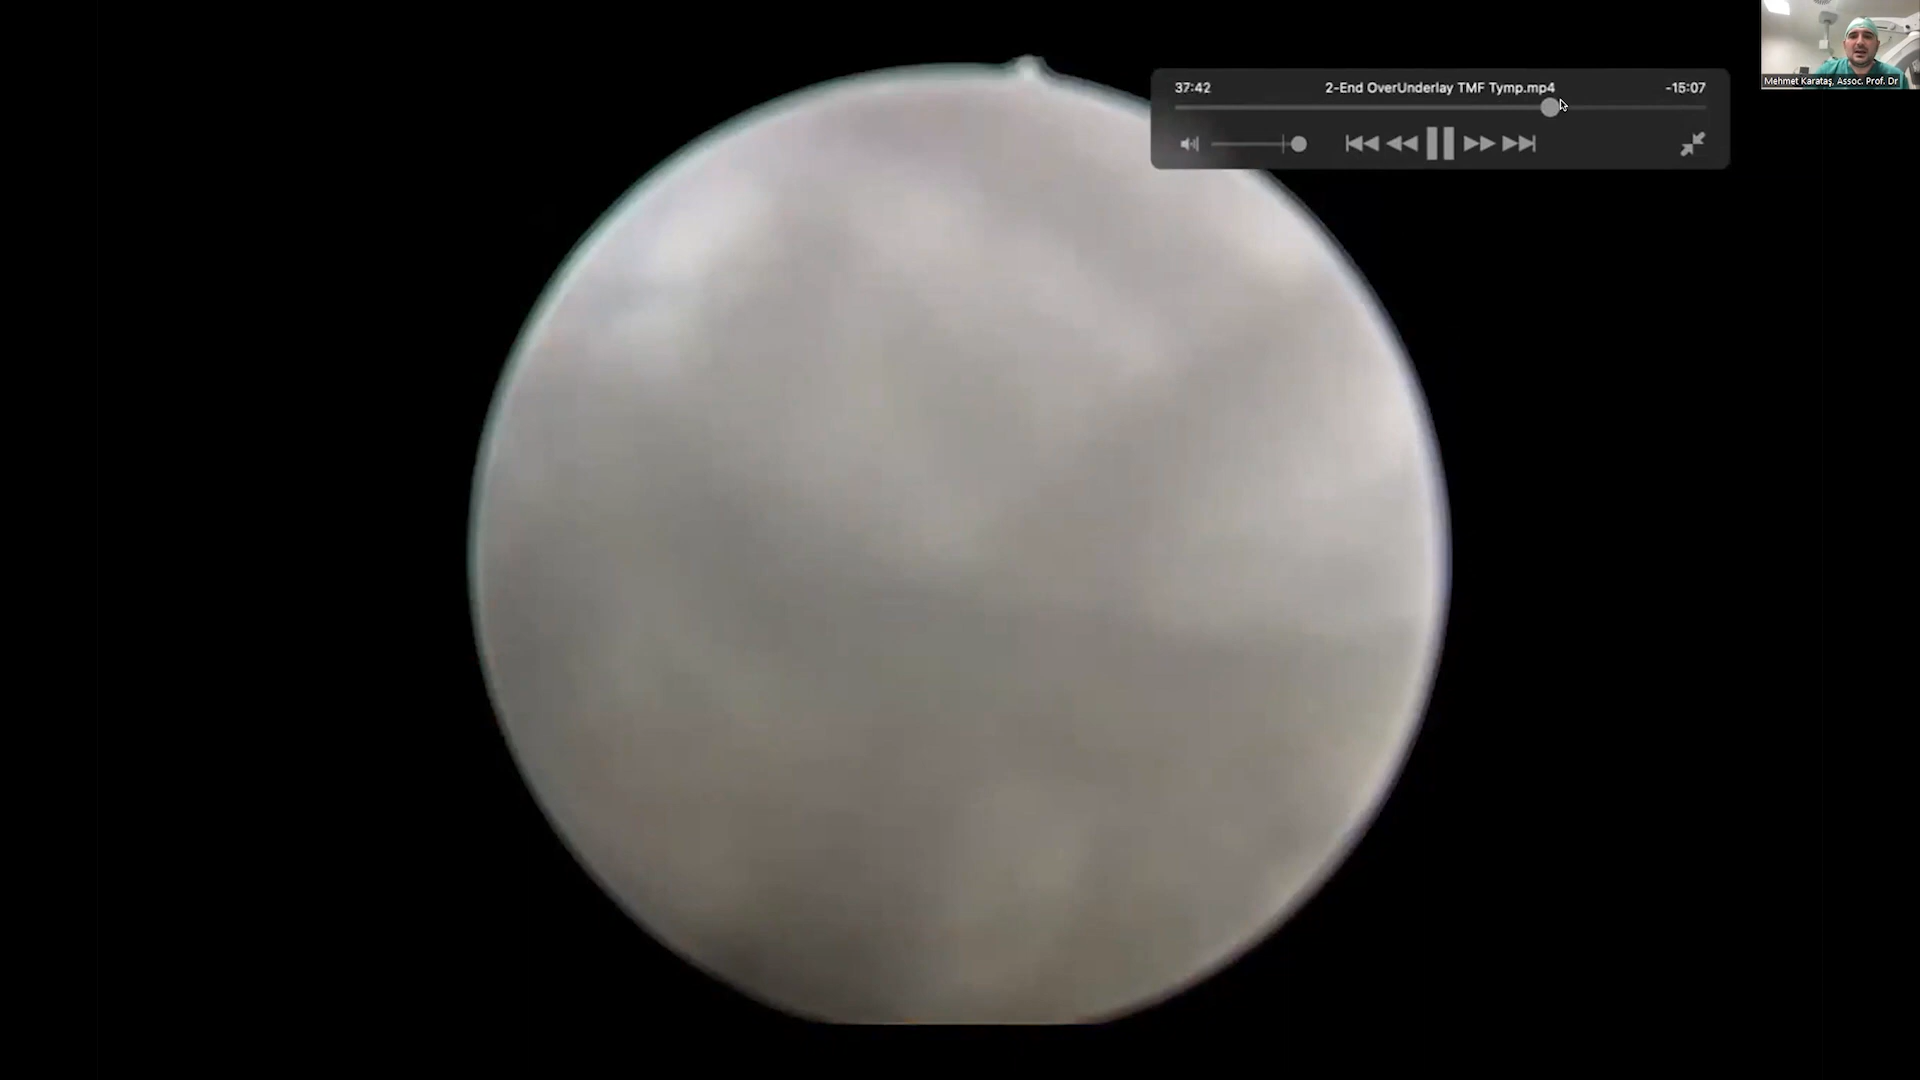 37:42 2-End OverUnderlay TMF Tymp.mp4 -15:07
Mehmet Karataş, Assoc. Prof. Dr